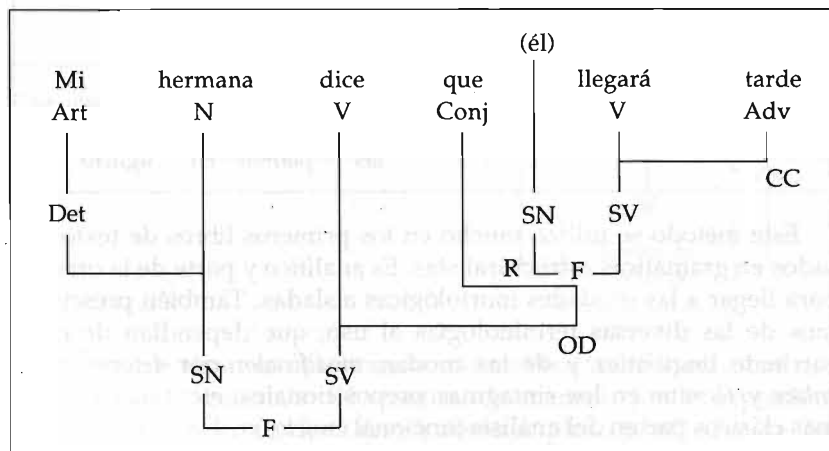 (él)
Mi hermana dice que llegará tarde
Art N V Conj V Adv
CC
Det SN SV
R F
OD
SN SV
F